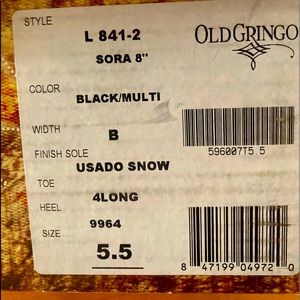 STYLE
L 841-2
SORA 8"
OLD GRINGO
COLOR
BLACK/MULTI
WIDTH
B
FINISH SOLE
USADO SNOW
596007T5.5
TOE
4LONG
HEEL
9964
SIZE
5.5
8 47199 04972 0